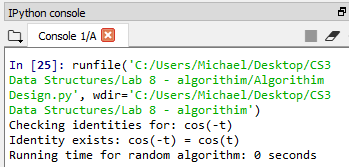 IPython console
Console 1/A
In [25]: runfile('C:/Users/Michael/Desktop/CS3
Data Structures/Lab 8 - algorithim/Algorithim
Design.py', wdir='C:/Users/Michael/Desktop/CS3
Data Structures/Lab 8 - algorithim')
Checking identities for: cos(-t)
Identity exists: cos(-t) = cos(t)
Running time for random algorithm: 0 seconds